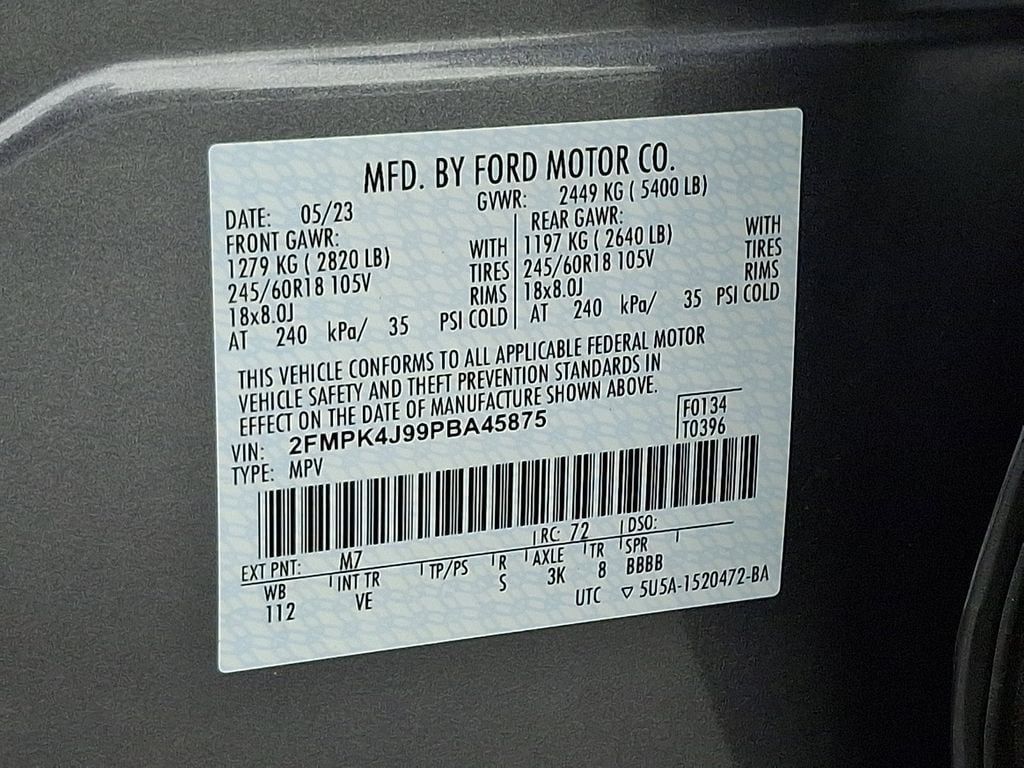 MFD. BY FORD MOTOR CO.
DATE: 05/23 GVWR: 2449 KG ( 5400 LB)
FRONT GAWR: REAR GAWR:
1279 KG ( 2820 LB) WITH 1197 KG ( 2640 LB) WITH
245/60R18 105V TIRES 245/60R18 105V TIRES
18x8.0J RIMS 18x8.0J RIMS
AT 240 kPa/ 35 PSI COLD AT 240 kPa/ 35 PSI COLD
THIS VEHICLE CONFORMS TO ALL APPLICABLE FEDERAL MOTOR
VEHICLE SAFETY AND THEFT PREVENTION STANDARDS IN
EFFECT ON THE DATE OF MANUFACTURE SHOWN ABOVE.
VIN: 2FMPK4J99PBA45875 F0134
TYPE: MPV T0396
EXT PNT: M7 RC: 72 DSO:
WB INT TR TP/PS R AXLE TR SPR
112 VE S 3K 8 BBBB
UTC ▽ 5U5A-1520472-BA